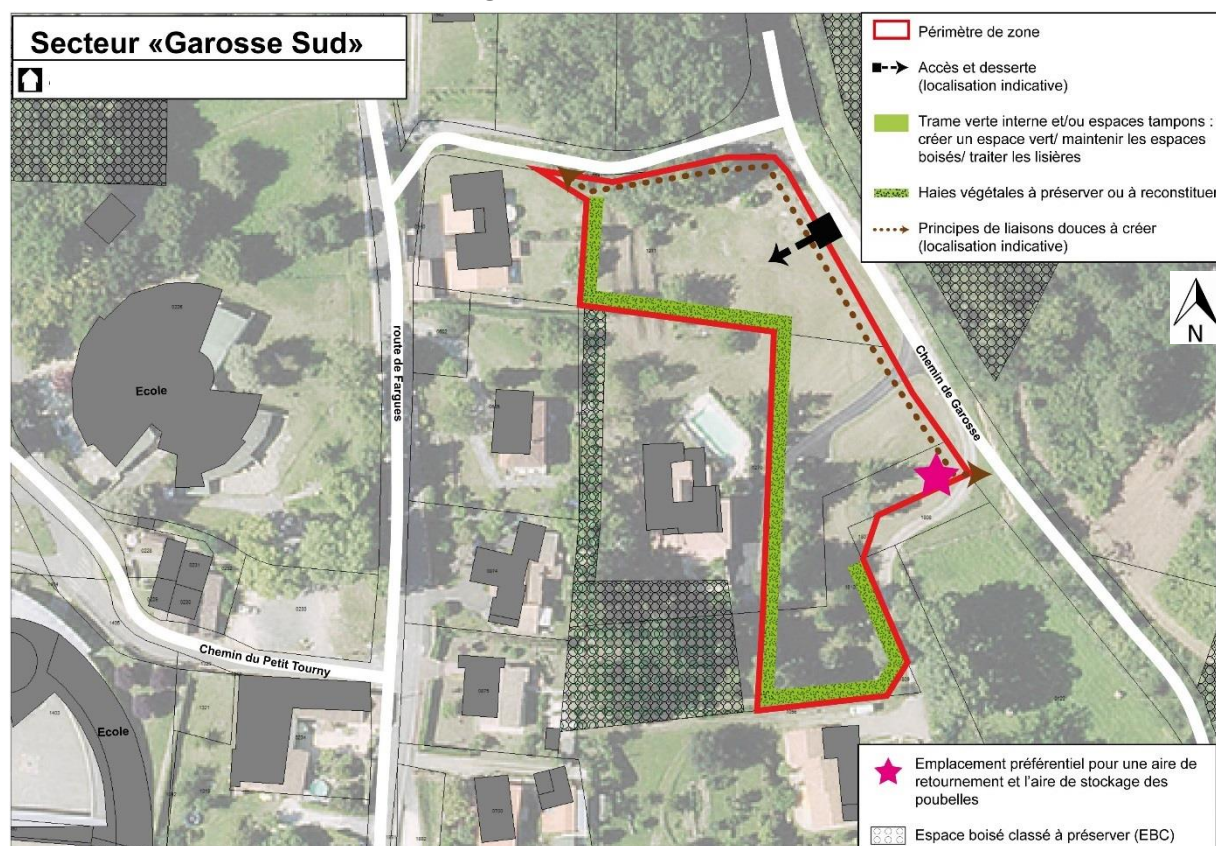 Secteur «Garosse Sud»
Périmètre de zone
Accès et desserte
(localisation indicative)
Trame verte interne et/ou espaces tampons :
créer un espace vert/ maintenir les espaces
boisés/ traiter les lisières
Haies végétales à préserver ou à reconstituer
Principes de liaisons douces à créer
(localisation indicative)
N
route de Fargues
Chemin de Garosse
Ecole
Chemin du Petit Tourny
Ecole
Emplacement préférentiel pour une aire de
retournement et l'aire de stockage des
poubelles
Espace boisé classé à préserver (EBC)